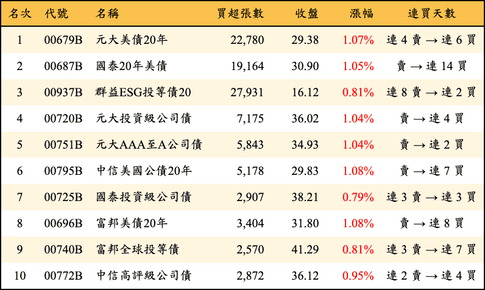 名次 代號 名稱 買超張數 收盤 漲幅 連買天數
1 00679B 元大美債20年 22,780 29.38 1.07% 連 4 賣 → 連 6 買
2 00687B 國泰20年美債 19,164 30.90 1.05% 賣 → 連 14 買
3 00937B 群益ESG投等債20 27,931 16.12 0.81% 連 8 賣 → 連 2 買
4 00720B 元大投資級公司債 7,175 36.02 1.04% 賣 → 連 4 買
5 00751B 元大AAA至A公司債 5,843 34.93 1.04% 賣 → 連 2 買
6 00795B 中信美國公債20年 5,178 29.83 1.08% 賣 → 連 7 買
7 00725B 國泰投資級公司債 2,907 38.21 0.79% 連 3 賣 → 連 3 買
8 00696B 富邦美債20年 3,404 31.80 1.08% 賣 → 連 8 買
9 00740B 富邦全球投等債 2,570 41.29 0.81% 連 3 賣 → 連 7 買
10 00772B 中信高評級公司債 2,872 36.12 0.95% 連 2 賣 → 連 4 買